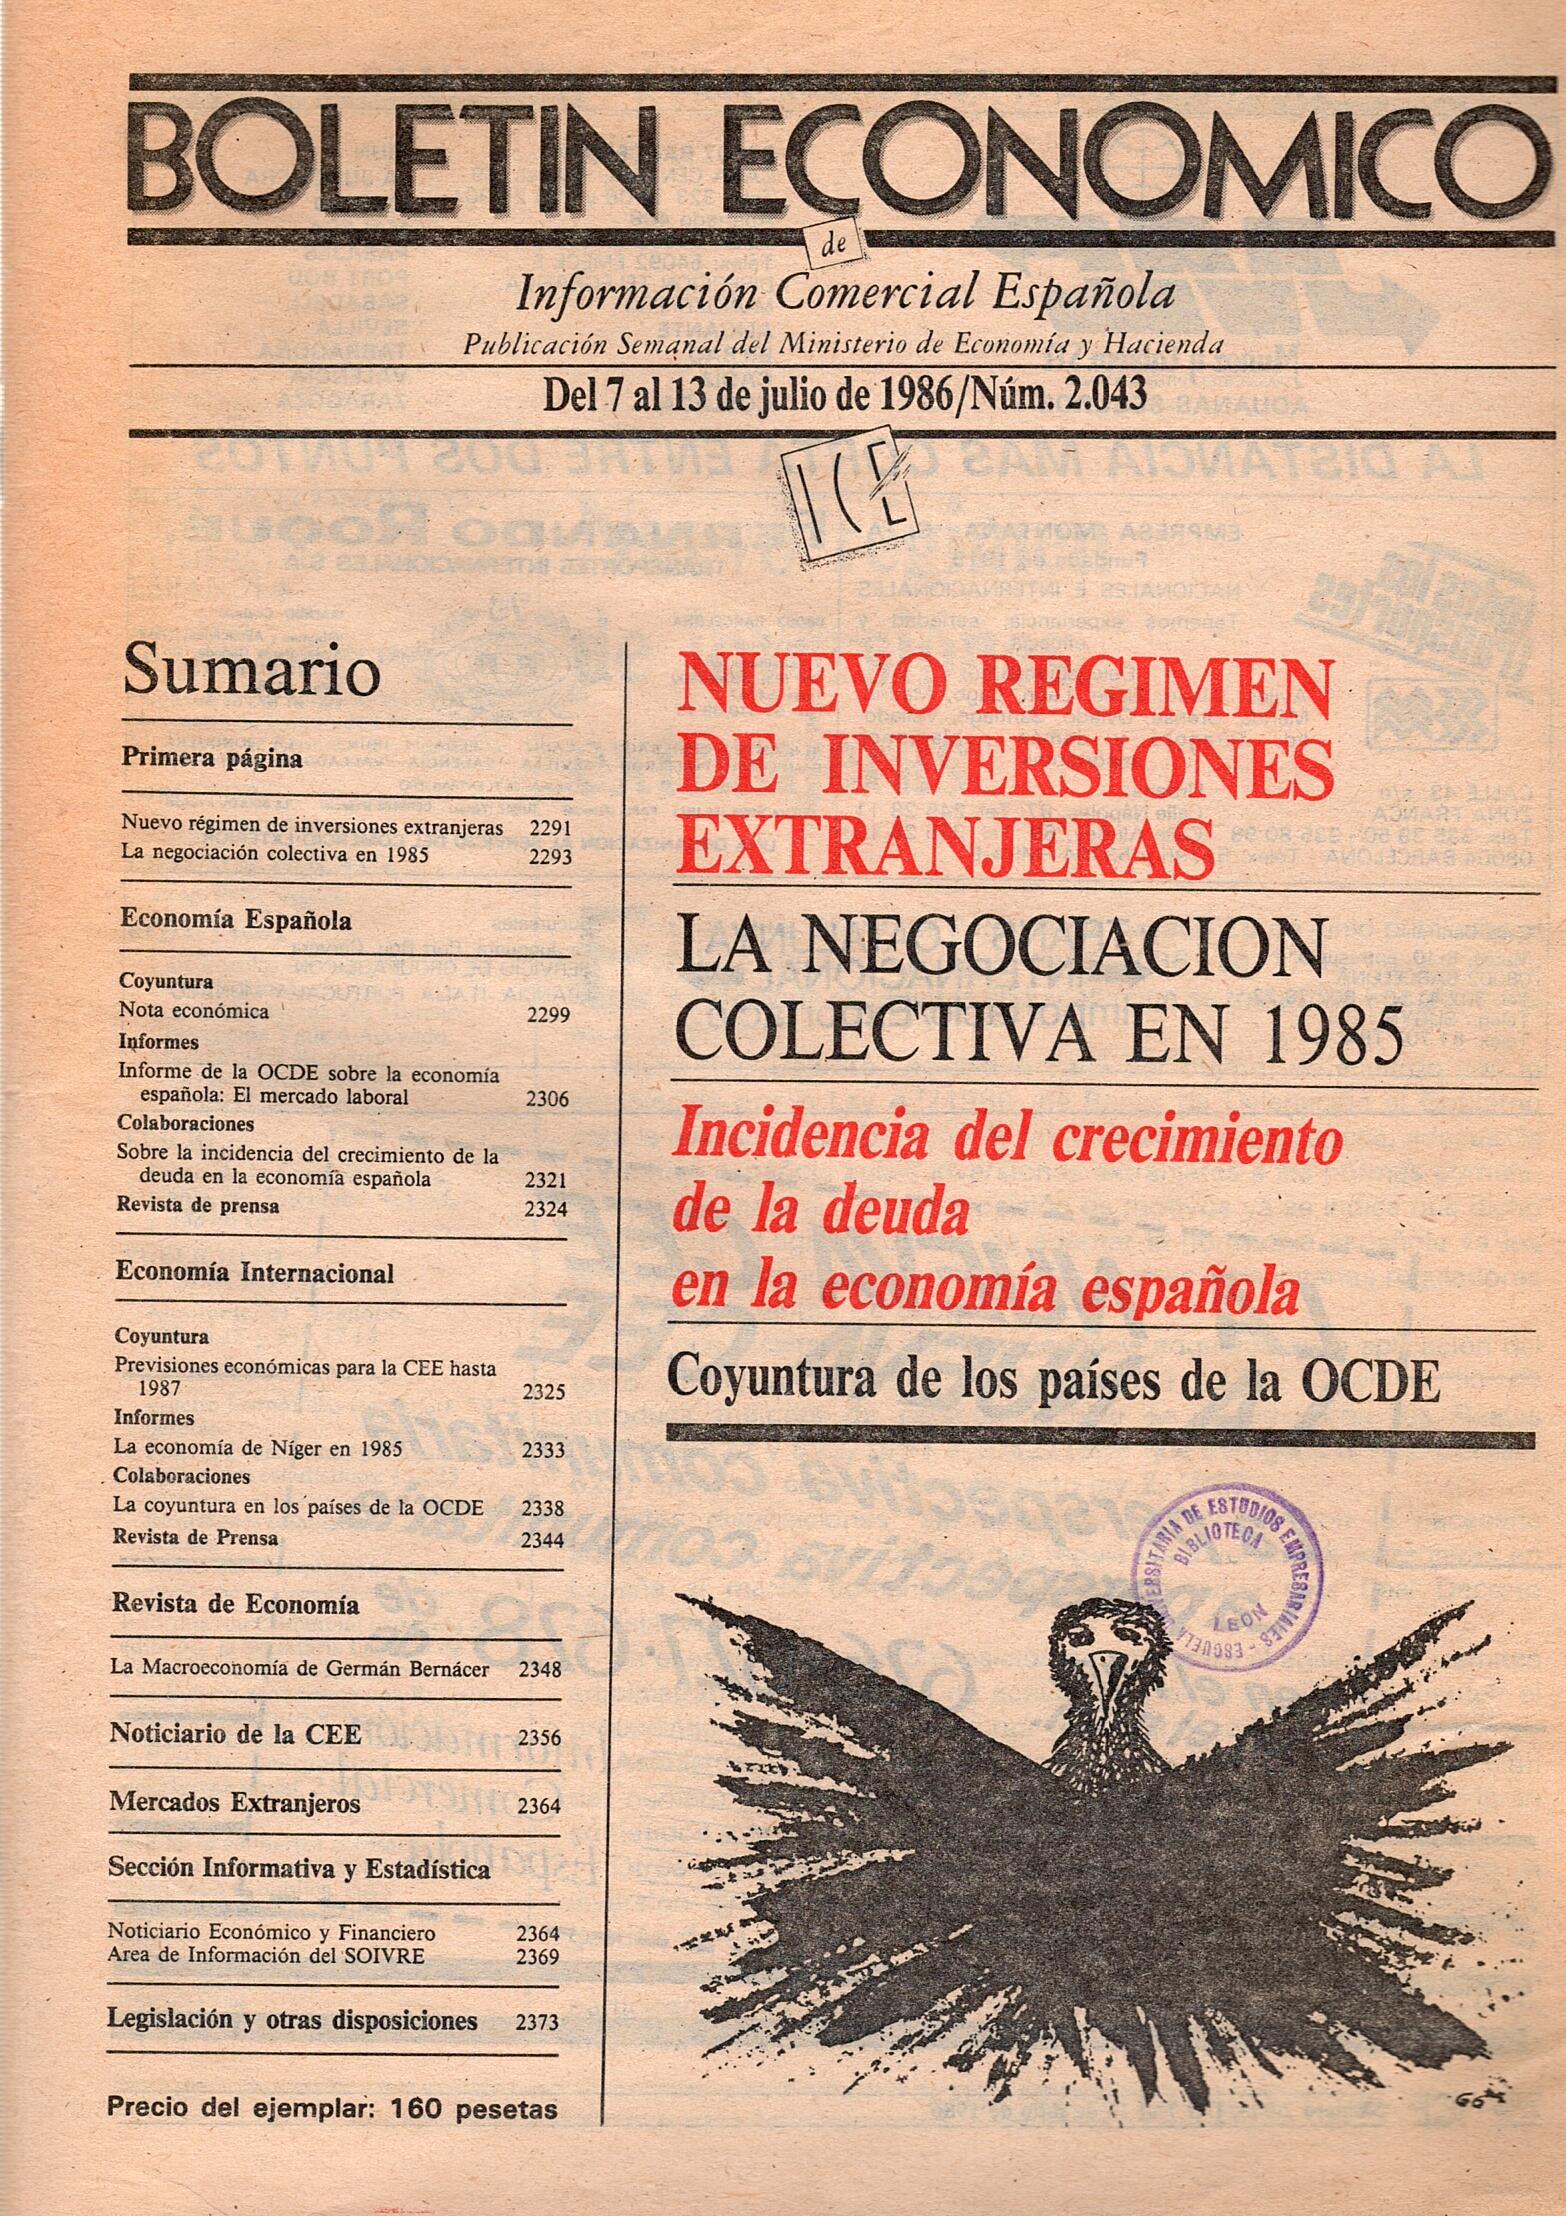 BOLETIN ECONOMICO
de
Información Comercial Española
Publicación Semanal del Ministerio de Economía y Hacienda
Del 7 al 13 de julio de 1986/Núm. 2.043
ICE
Sumario
Primera página
Nuevo régimen de inversiones extranjeras 2291
La negociación colectiva en 1985 2293
Economía Española
Coyuntura
Nota económica 2299
Informes
Informe de la OCDE sobre la economía
española: El mercado laboral 2306
Colaboraciones
Sobre la incidencia del crecimiento de la
deuda en la economía española 2321
Revista de prensa 2324
Economía Internacional
Coyuntura
Previsiones económicas para la CEE hasta
1987 2325
Informes
La economía de Níger en 1985 2333
Colaboraciones
La coyuntura en los países de la OCDE 2338
Revista de Prensa 2344
Revista de Economía
La Macroeconomía de Germán Bernácer 2348
Noticiario de la CEE 2356
Mercados Extranjeros 2364
Sección Informativa y Estadística
Noticiario Económico y Financiero 2364
Area de Información del SOIVRE 2369
Legislación y otras disposiciones 2373
Precio del ejemplar: 160 pesetas
NUEVO REGIMEN
DE INVERSIONES
EXTRANJERAS
LA NEGOCIACION
COLECTIVA EN 1985
Incidencia del crecimiento
de la deuda
en la economía española
Coyuntura de los países de la OCDE
ESCUELA UNIVERSITARIA DE ESTUDIOS EMPRESARIALES
BIBLIOTECA
LEON